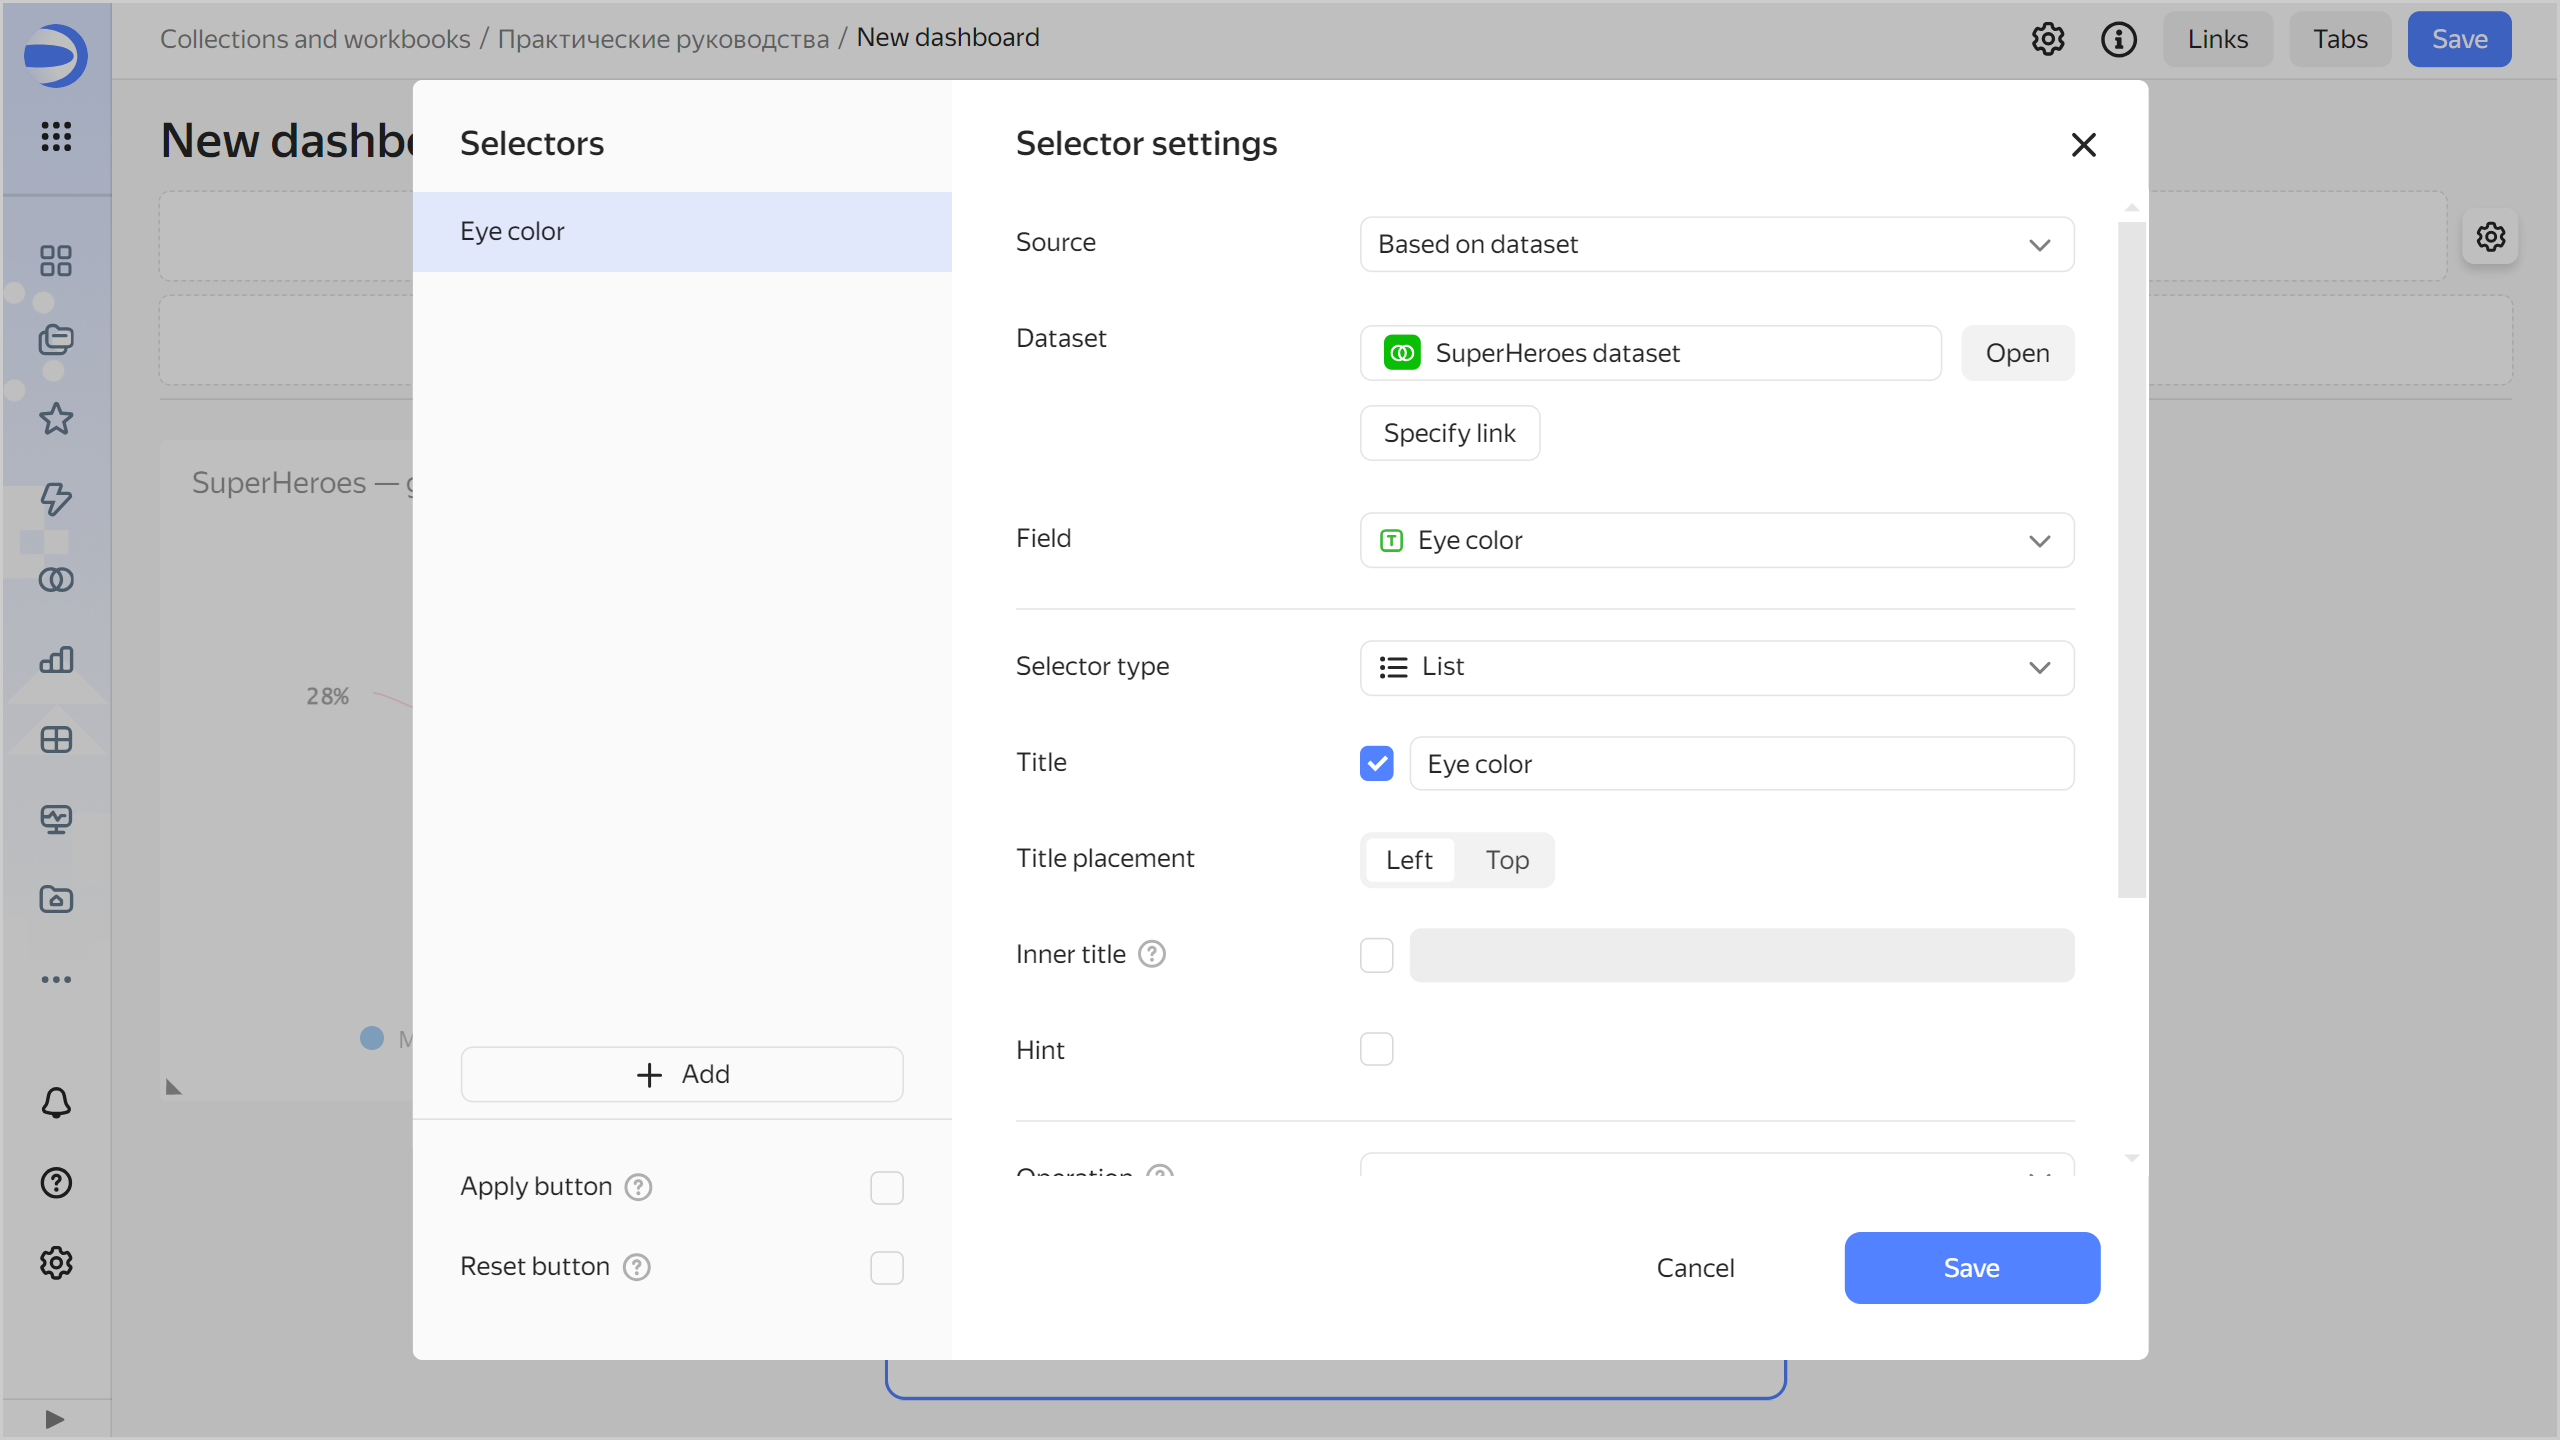 Collections and workbooks / Практические руководства / New dashboard
Links
Tabs
Save
New dashbo
SuperHeroes —
28%
M
Selectors
Eye color
Add
Apply button
Reset button
Selector settings
Source
Based on dataset
Dataset
SuperHeroes dataset
Open
Specify link
Field
Eye color
Selector type
List
Title
Eye color
Title placement
Left
Top
Inner title
Hint
Operation
Cancel
Save